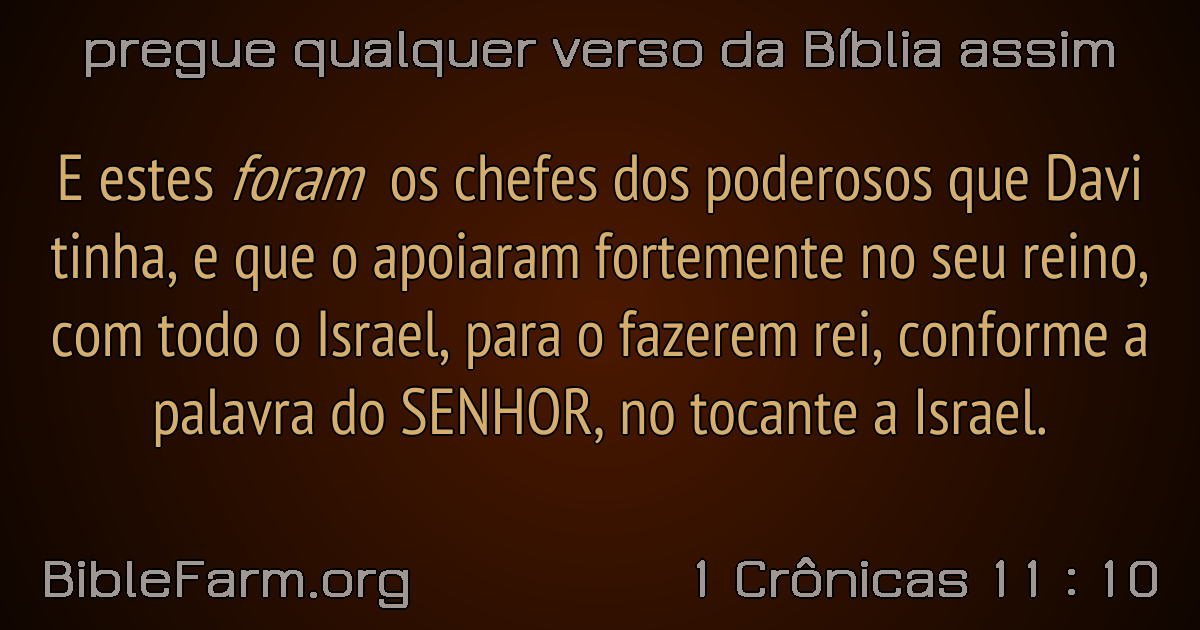 pregue qualquer verso da Bíblia assim
E estes foram os chefes dos poderosos que Davi
tinha, e que o apoiaram fortemente no seu reino,
com todo o Israel, para o fazerem rei, conforme a
palavra do SENHOR, no tocante a Israel.
BibleFarm.org
1 Crônicas 11 : 10